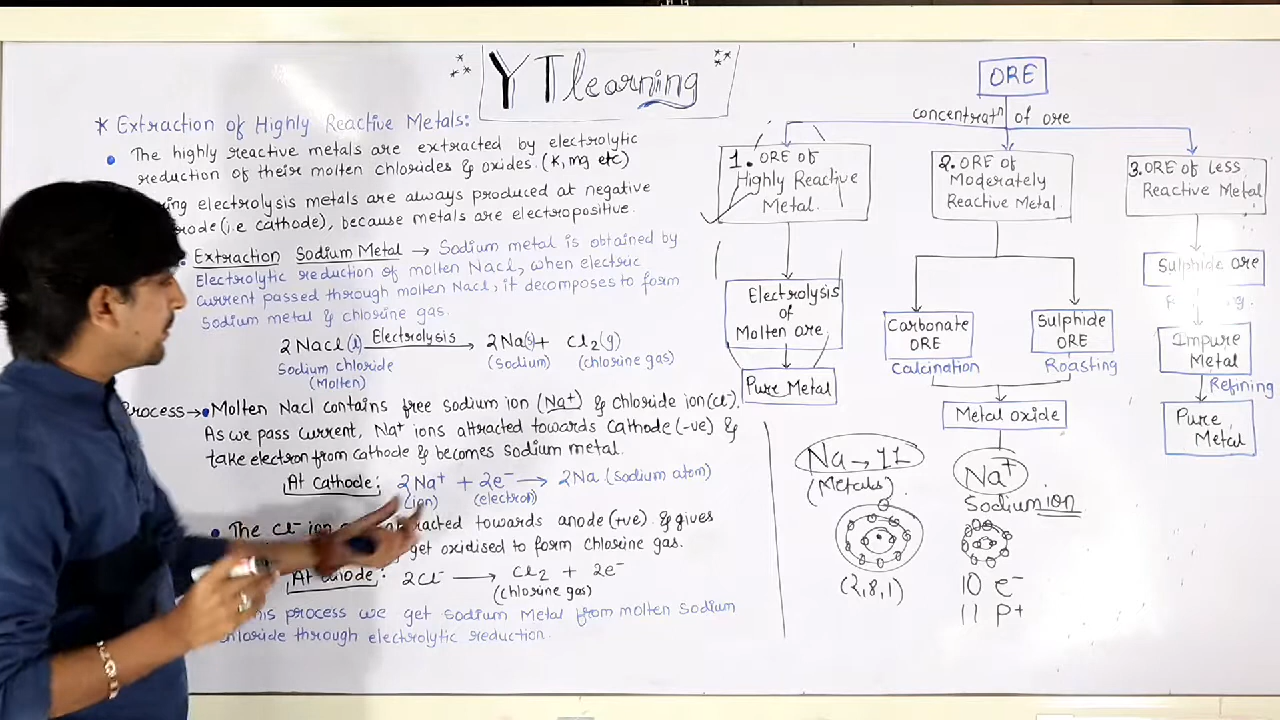 YT learning
* Extraction of Highly Reactive Metals:
• The highly reactive metals are extracted by electrolytic
reduction of their molten chlorides & oxides. (K, mg etc)
electrolysis metals are always produced at negative
(i.e cathode), because metals are electropositive.
• Extraction Sodium Metal → Sodium metal is obtained by
Electrolytic reduction of molten Nacl, when electric
current passed through molten Nacl, it decomposes to form
Sodium metal & chlorine gas.
2 Nacl (l) Electrolysis → 2Na(s) + Cl₂(g)
Sodium chloride (sodium) (chlorine gas)
(Molten)
Process → • Molten Nacl contains free sodium ion (Na⁺) & chloride ion (cl⁻).
As we pass current, Na⁺ ions attracted towards cathode (-ve) &
take electron from cathode & becomes sodium metal.
At cathode: 2Na⁺ + 2e⁻ → 2Na (sodium atom)
(ion) (electron)
• The Cl⁻ ion towards anode (+ve) & gives
get oxidised to form chlorine gas.
At anode: 2cl⁻ → Cl₂ + 2e⁻
(chlorine gas)
process we get sodium Metal from molten sodium
chloride through electrolytic reduction.
ORE
concentratⁿ of ore
1. ORE of
Highly Reactive
Metal.
Electrolysis
of
Molten are
Pure Metal
2. ORE of
Moderately
Reactive Metal
Carbonate
ORE
Calcination
Sulphide
ORE
Roasting
Metal oxide
3. ORE of Less
Reactive Metal
Sulphide ore
Impure
Metal
Refining
Pure
Metal
Na → 11
(Metals)
(2,8,1)
Na⁺
Sodium ion
10 e⁻
11 P⁺